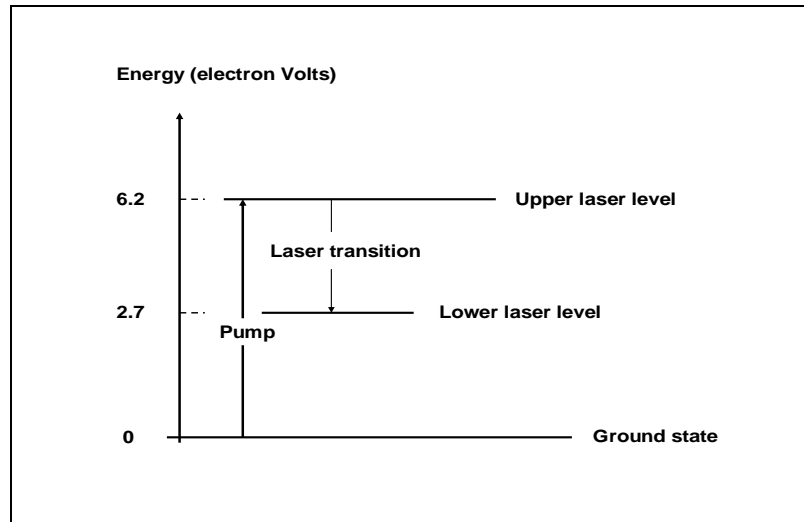 Energy (electron Volts)
6.2
Upper laser level
Laser transition
2.7
Lower laser level
Pump
0
Ground state